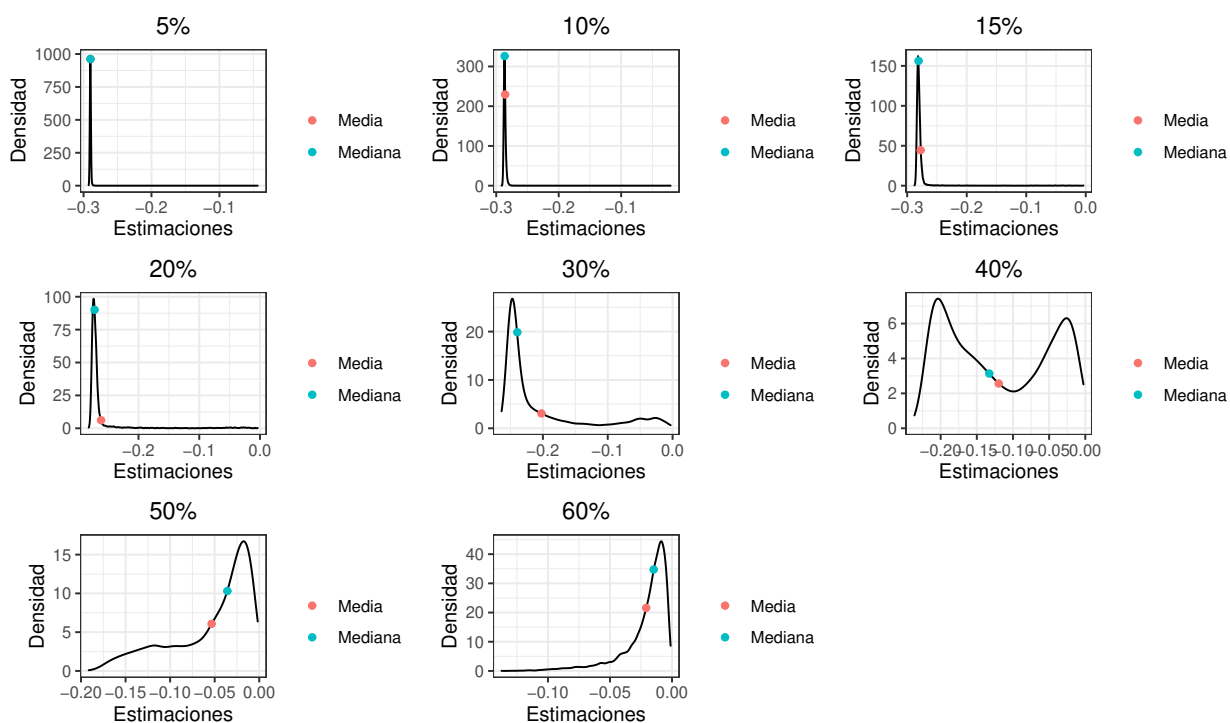 5%
1000
750
500
250
0
Densidad
−0.3
−0.2
−0.1
Estimaciones
Media
Mediana
10%
300
200
100
0
Densidad
−0.3
−0.2
−0.1
Estimaciones
Media
Mediana
15%
150
100
50
0
Densidad
−0.3
−0.2
−0.1
0.0
Estimaciones
Media
Mediana
20%
100
75
50
25
0
Densidad
−0.2
−0.1
0.0
Estimaciones
Media
Mediana
30%
20
10
0
Densidad
−0.2
−0.1
0.0
Estimaciones
Media
Mediana
40%
6
4
2
0
Densidad
−0.20
−0.15
−0.10
−0.05
0.00
Estimaciones
Media
Mediana
50%
15
10
5
0
Densidad
−0.20
−0.15
−0.10
−0.05
0.00
Estimaciones
Media
Mediana
60%
40
30
20
10
0
Densidad
−0.10
−0.05
0.00
Estimaciones
Media
Mediana